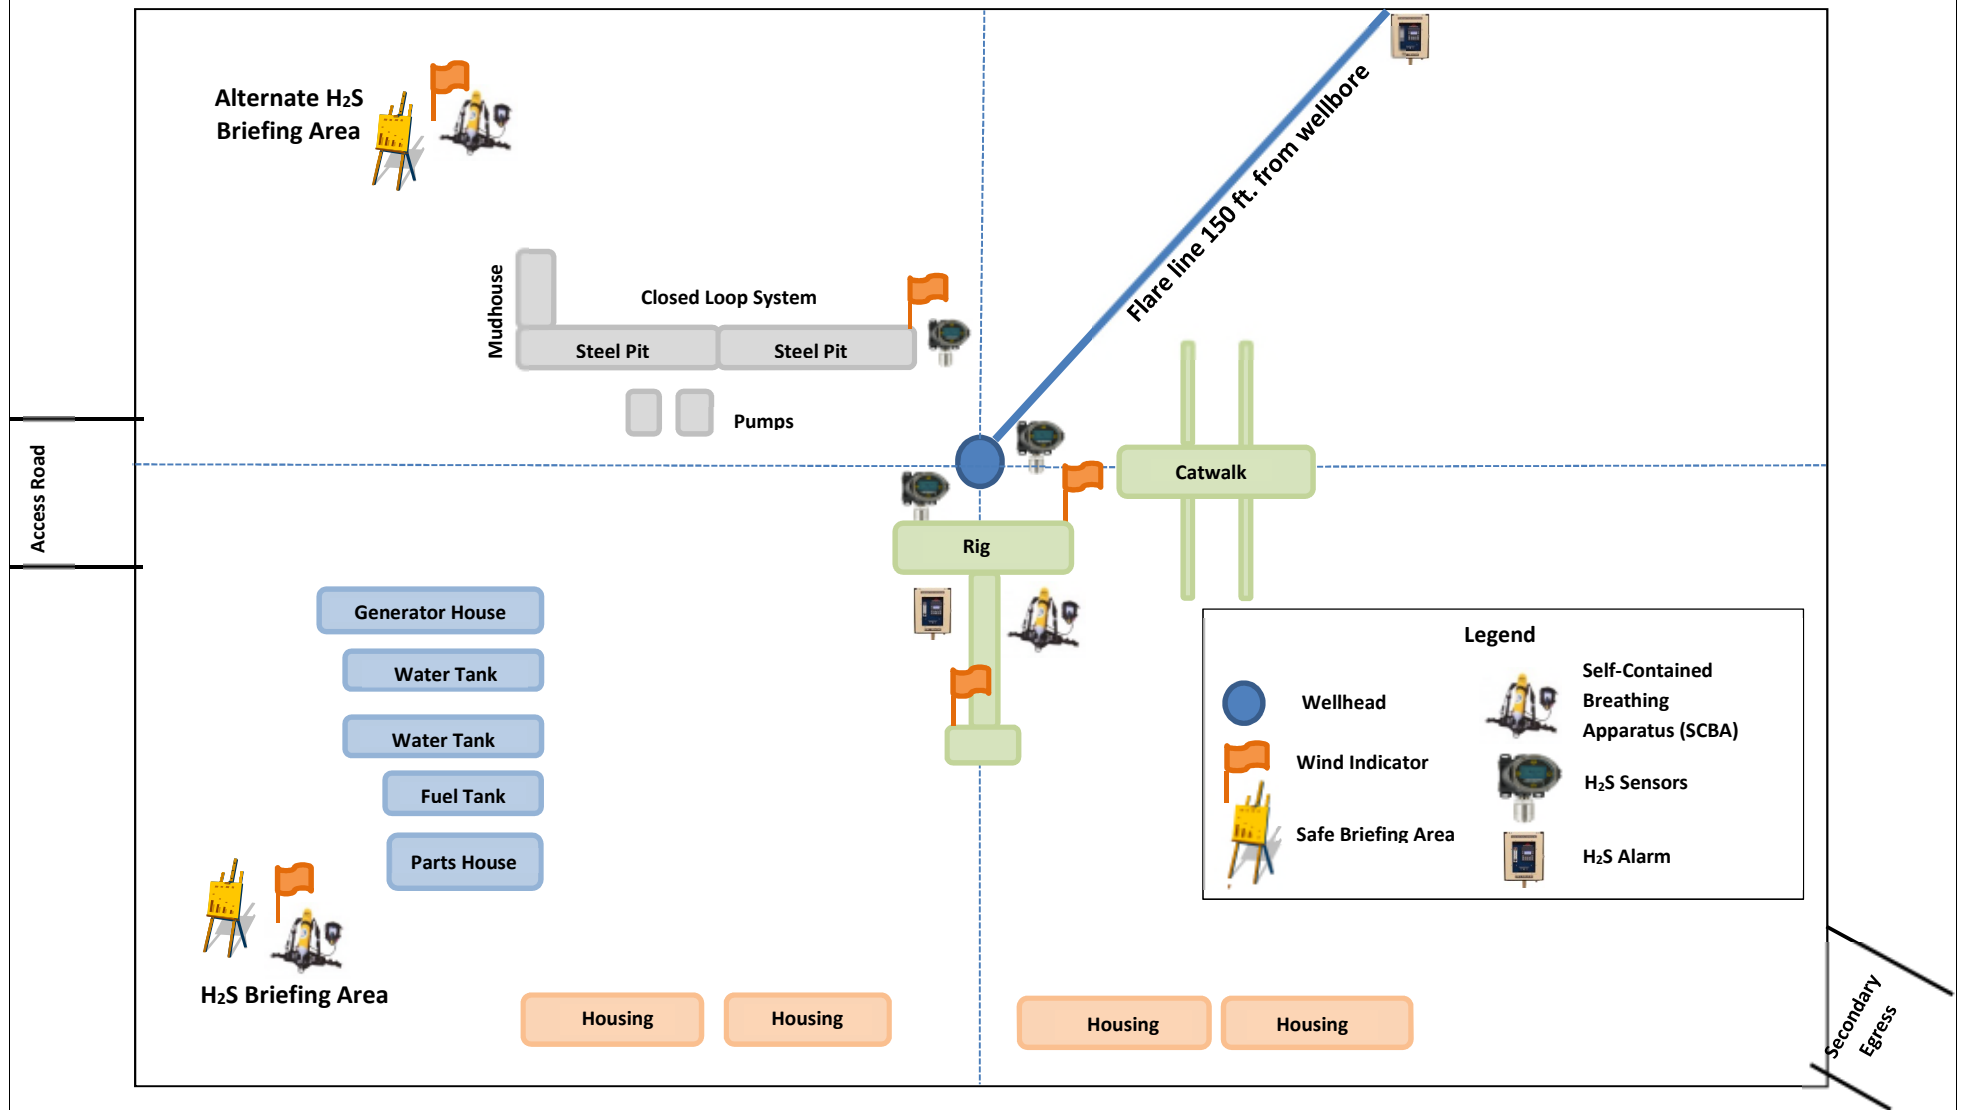 Alternate H₂S
Briefing Area
Flare line 150 ft. from wellbore
Mudhouse
Closed Loop System
Steel Pit
Steel Pit
Pumps
Access Road
Catwalk
Rig
Generator House
Water Tank
Water Tank
Fuel Tank
Parts House
H₂S Briefing Area
Housing
Housing
Housing
Housing
Legend
Wellhead
Wind Indicator
Safe Briefing Area
Self-Contained
Breathing
Apparatus (SCBA)
H₂S Sensors
H₂S Alarm
Secondary
Egress